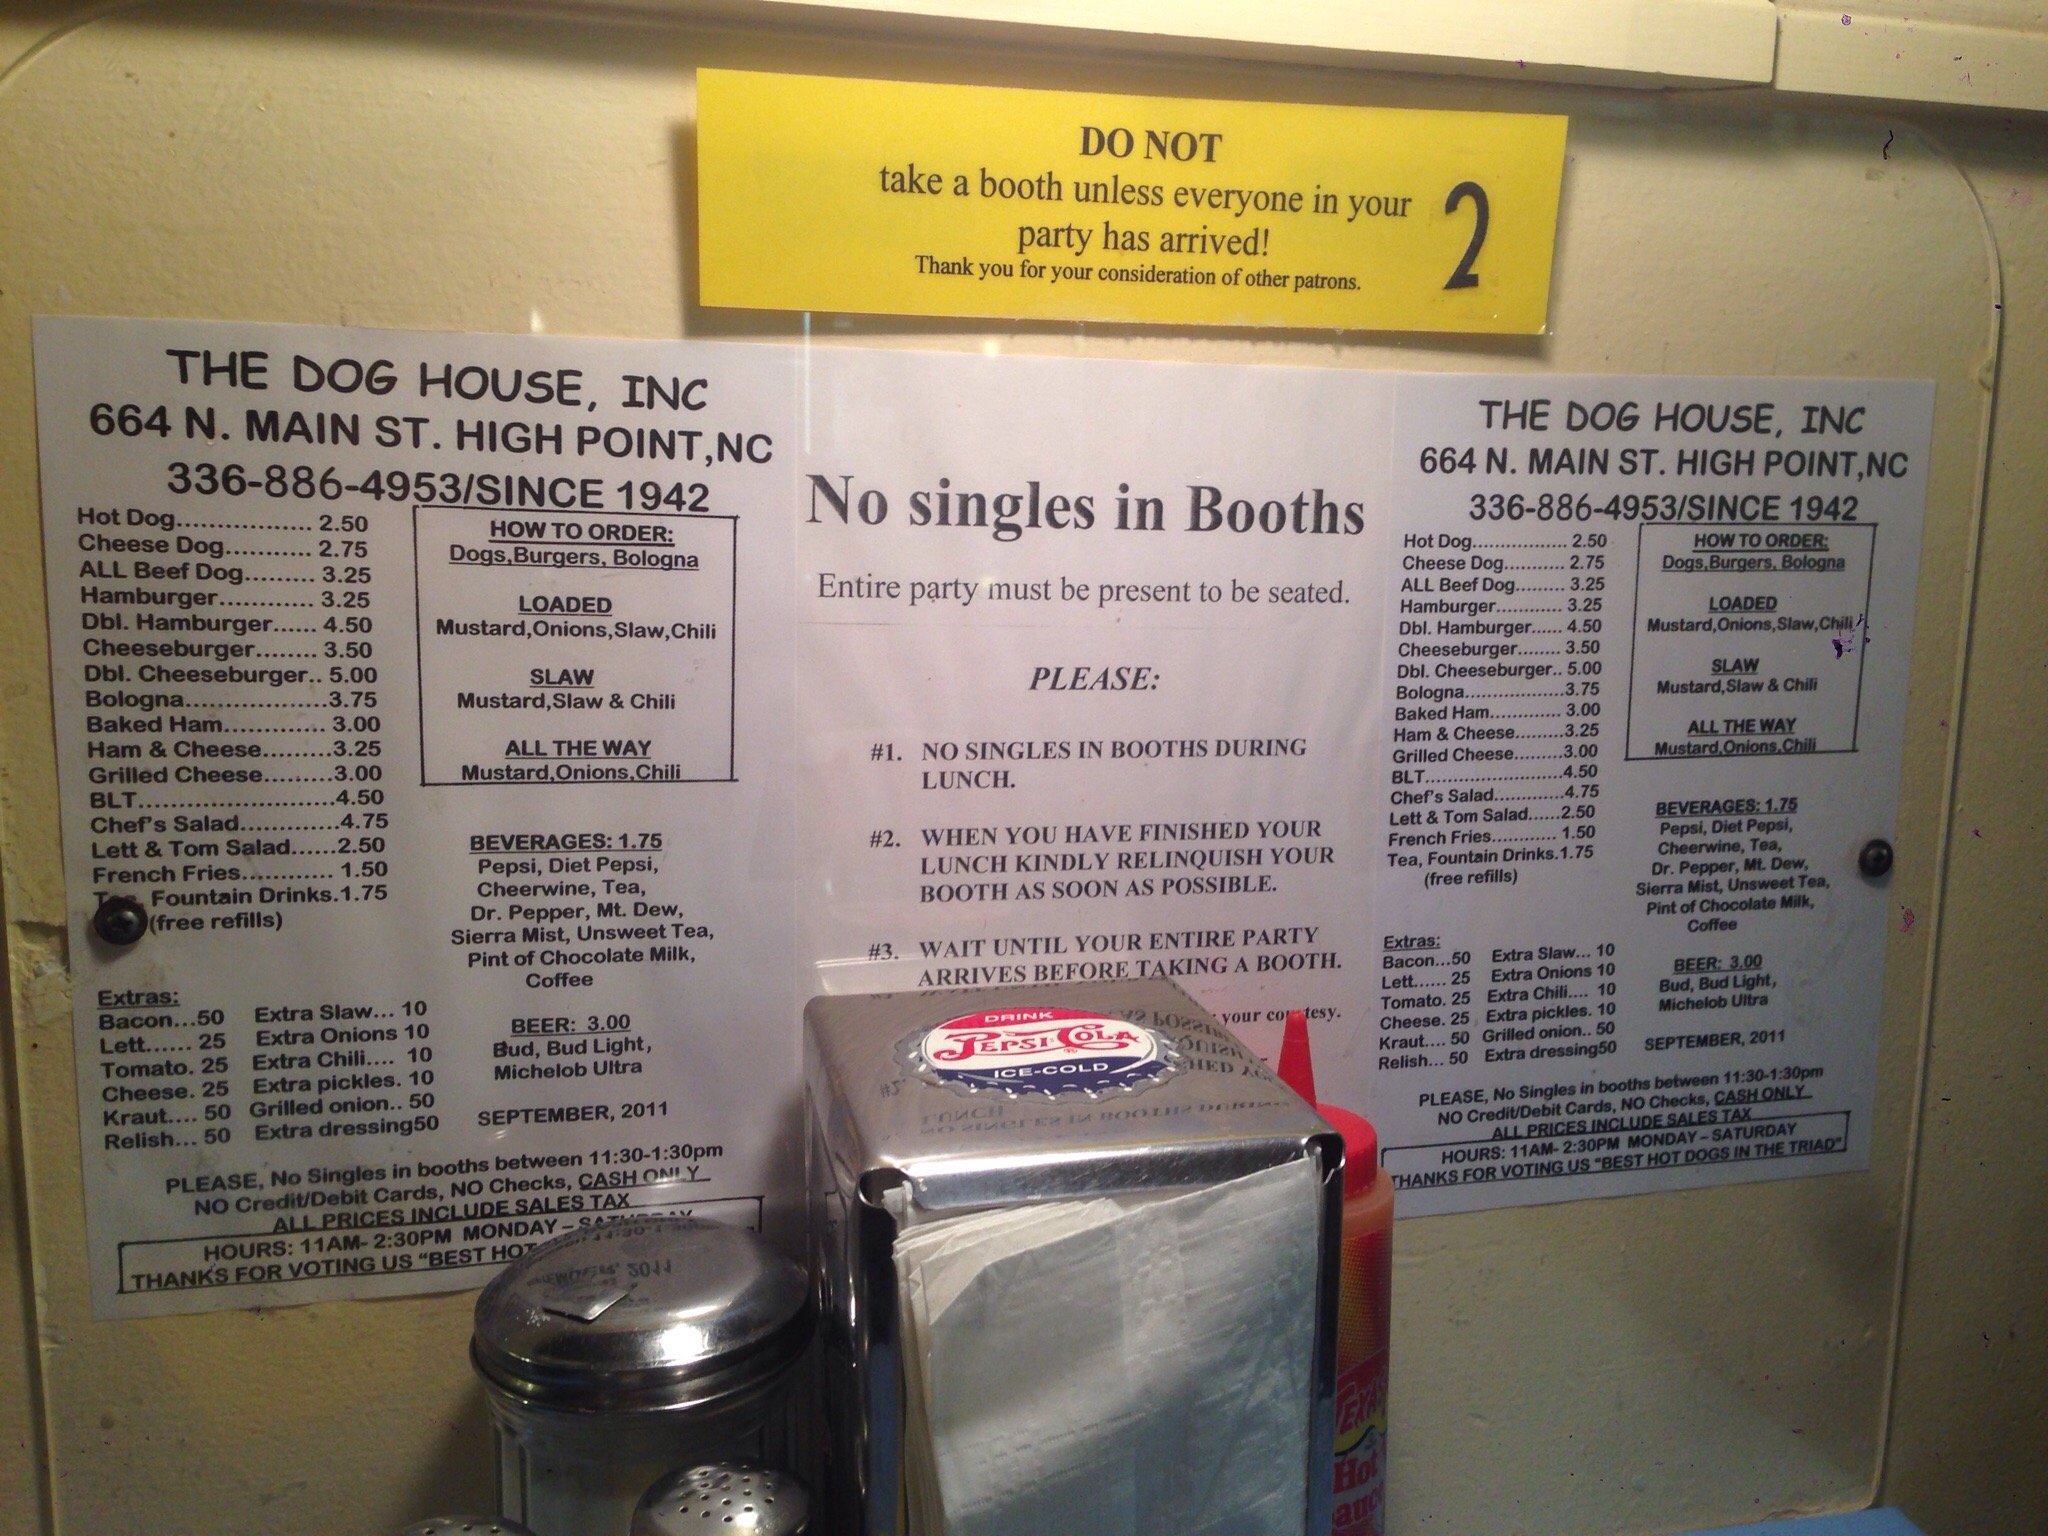 DO NOT
take a booth unless everyone in your
party has arrived!
Thank you for your consideration of other patrons.
2
THE DOG HOUSE, INC
664 N. MAIN ST. HIGH POINT,NC
336-886-4953/SINCE 1942
Hot Dog................. 2.50
Cheese Dog........... 2.75
ALL Beef Dog......... 3.25
Hamburger............ 3.25
Dbl. Hamburger...... 4.50
Cheeseburger........ 3.50
Dbl. Cheeseburger.. 5.00
Bologna..................3.75
Baked Ham............. 3.00
Ham & Cheese.........3.25
Grilled Cheese.........3.00
BLT.........................4.50
Chef's Salad.............4.75
Lett & Tom Salad......2.50
French Fries............ 1.50
Fountain Drinks.1.75
(free refills)
HOW TO ORDER:
Dogs,Burgers, Bologna
LOADED
Mustard,Onions,Slaw,Chili
SLAW
Mustard,Slaw & Chili
ALL THE WAY
Mustard,Onions,Chili
BEVERAGES: 1.75
Pepsi, Diet Pepsi,
Cheerwine, Tea,
Dr. Pepper, Mt. Dew,
Sierra Mist, Unsweet Tea,
Pint of Chocolate Milk,
Coffee
BEER: 3.00
Bud, Bud Light,
Michelob Ultra
SEPTEMBER, 2011
Extras:
Bacon...50 Extra Slaw... 10
Lett...... 25 Extra Onions 10
Tomato. 25 Extra Chili.... 10
Cheese. 25 Extra pickles. 10
Kraut.... 50 Grilled onion.. 50
Relish... 50 Extra dressing50
PLEASE, No Singles in booths between 11:30-1:30pm
NO Credit/Debit Cards, NO Checks, CASH ONLY
ALL PRICES INCLUDE SALES TAX
HOURS: 11AM- 2:30PM MONDAY – SATURDAY
THANKS FOR VOTING US "BEST HOT
No singles in Booths
Entire party must be present to be seated.
PLEASE:
#1. NO SINGLES IN BOOTHS DURING
LUNCH.
#2. WHEN YOU HAVE FINISHED YOUR
LUNCH KINDLY RELINQUISH YOUR
BOOTH AS SOON AS POSSIBLE.
#3. WAIT UNTIL YOUR ENTIRE PARTY
ARRIVES BEFORE TAKING A BOOTH.
your courtesy.
THE DOG HOUSE, INC
664 N. MAIN ST. HIGH POINT,NC
336-886-4953/SINCE 1942
Hot Dog................. 2.50
Cheese Dog........... 2.75
ALL Beef Dog......... 3.25
Hamburger............ 3.25
Dbl. Hamburger...... 4.50
Cheeseburger........ 3.50
Dbl. Cheeseburger.. 5.00
Bologna..................3.75
Baked Ham............. 3.00
Ham & Cheese.........3.25
Grilled Cheese.........3.00
BLT.........................4.50
Chef's Salad.............4.75
Lett & Tom Salad......2.50
French Fries............ 1.50
Tea, Fountain Drinks.1.75
(free refills)
HOW TO ORDER:
Dogs,Burgers, Bologna
LOADED
Mustard,Onions,Slaw,Chili
SLAW
Mustard,Slaw & Chili
ALL THE WAY
Mustard,Onions,Chili
BEVERAGES: 1.75
Pepsi, Diet Pepsi,
Cheerwine, Tea,
Dr. Pepper, Mt. Dew,
Sierra Mist, Unsweet Tea,
Pint of Chocolate Milk,
Coffee
BEER: 3.00
Bud, Bud Light,
Michelob Ultra
SEPTEMBER, 2011
Extras:
Bacon...50 Extra Slaw... 10
Lett...... 25 Extra Onions 10
Tomato. 25 Extra Chili.... 10
Cheese. 25 Extra pickles. 10
Kraut.... 50 Grilled onion.. 50
Relish... 50 Extra dressing50
PLEASE, No Singles in booths between 11:30-1:30pm
NO Credit/Debit Cards, NO Checks, CASH ONLY
ALL PRICES INCLUDE SALES TAX
HOURS: 11AM- 2:30PM MONDAY – SATURDAY
THANKS FOR VOTING US "BEST HOT DOGS IN THE TRIAD"
DRINK
PEPSI-COLA
ICE-COLD
TEXAS
Hot